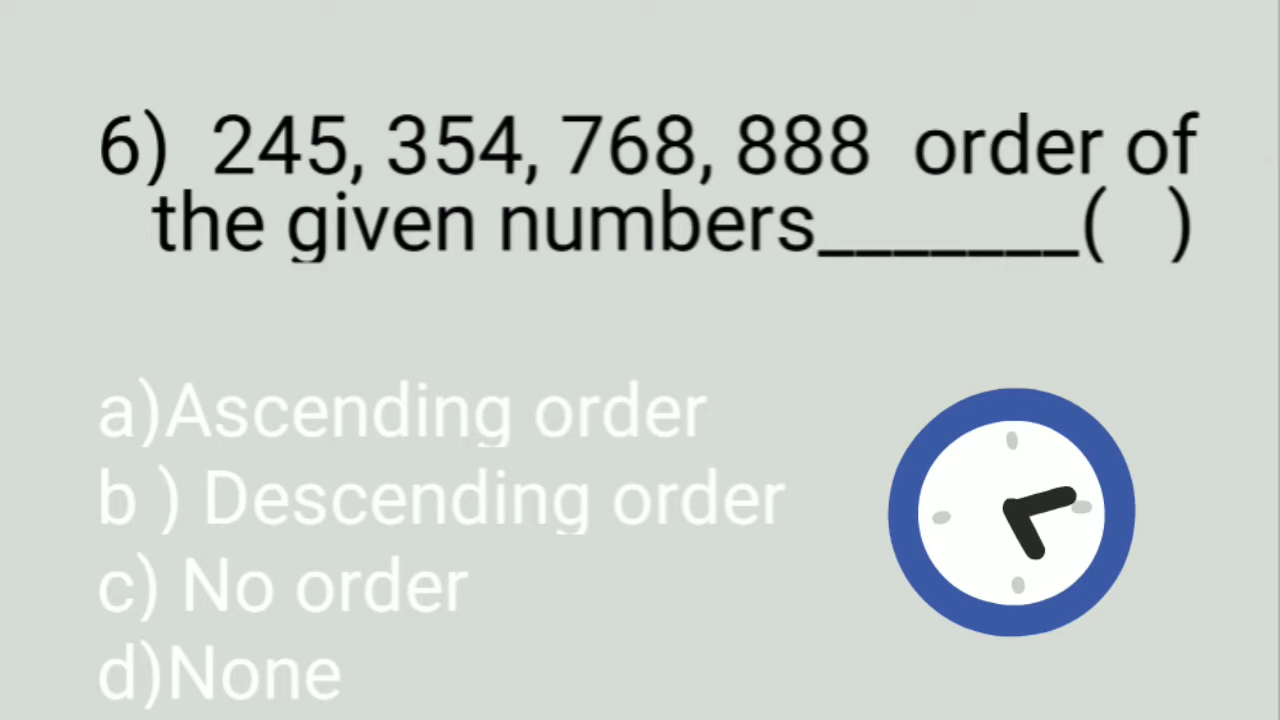 6) 245, 354, 768, 888 order of
the given numbers_______( )
a)Ascending order
b ) Descending order
c) No order
d)None